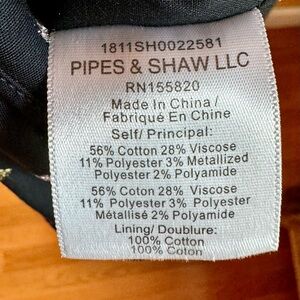 1811SH0022581
PIPES & SHAW LLC
RN155820
Made In China/
Fabriqué En Chine
Self/ Principal:
56% Cotton 28% Viscose
11% Polyester 3% Metallized
Polyester 2% Polyamide
56% Coton 28% Viscose
11% Polyester 3% Polyester
Métallisé 2% Polyamide
Lining/ Doublure:
100% Cotton
100% Coton